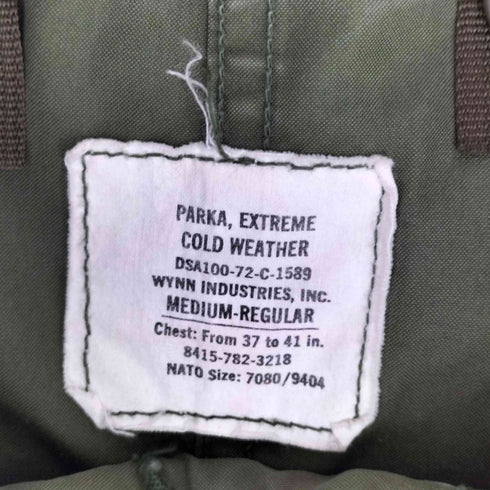 PARKA, EXTREME
COLD WEATHER
DSA100-72-C-1589
WYNN INDUSTRIES, INC.
MEDIUM-REGULAR
Chest: From 37 to 41 in.
8415-782-3218
NATO Size: 7080/9404